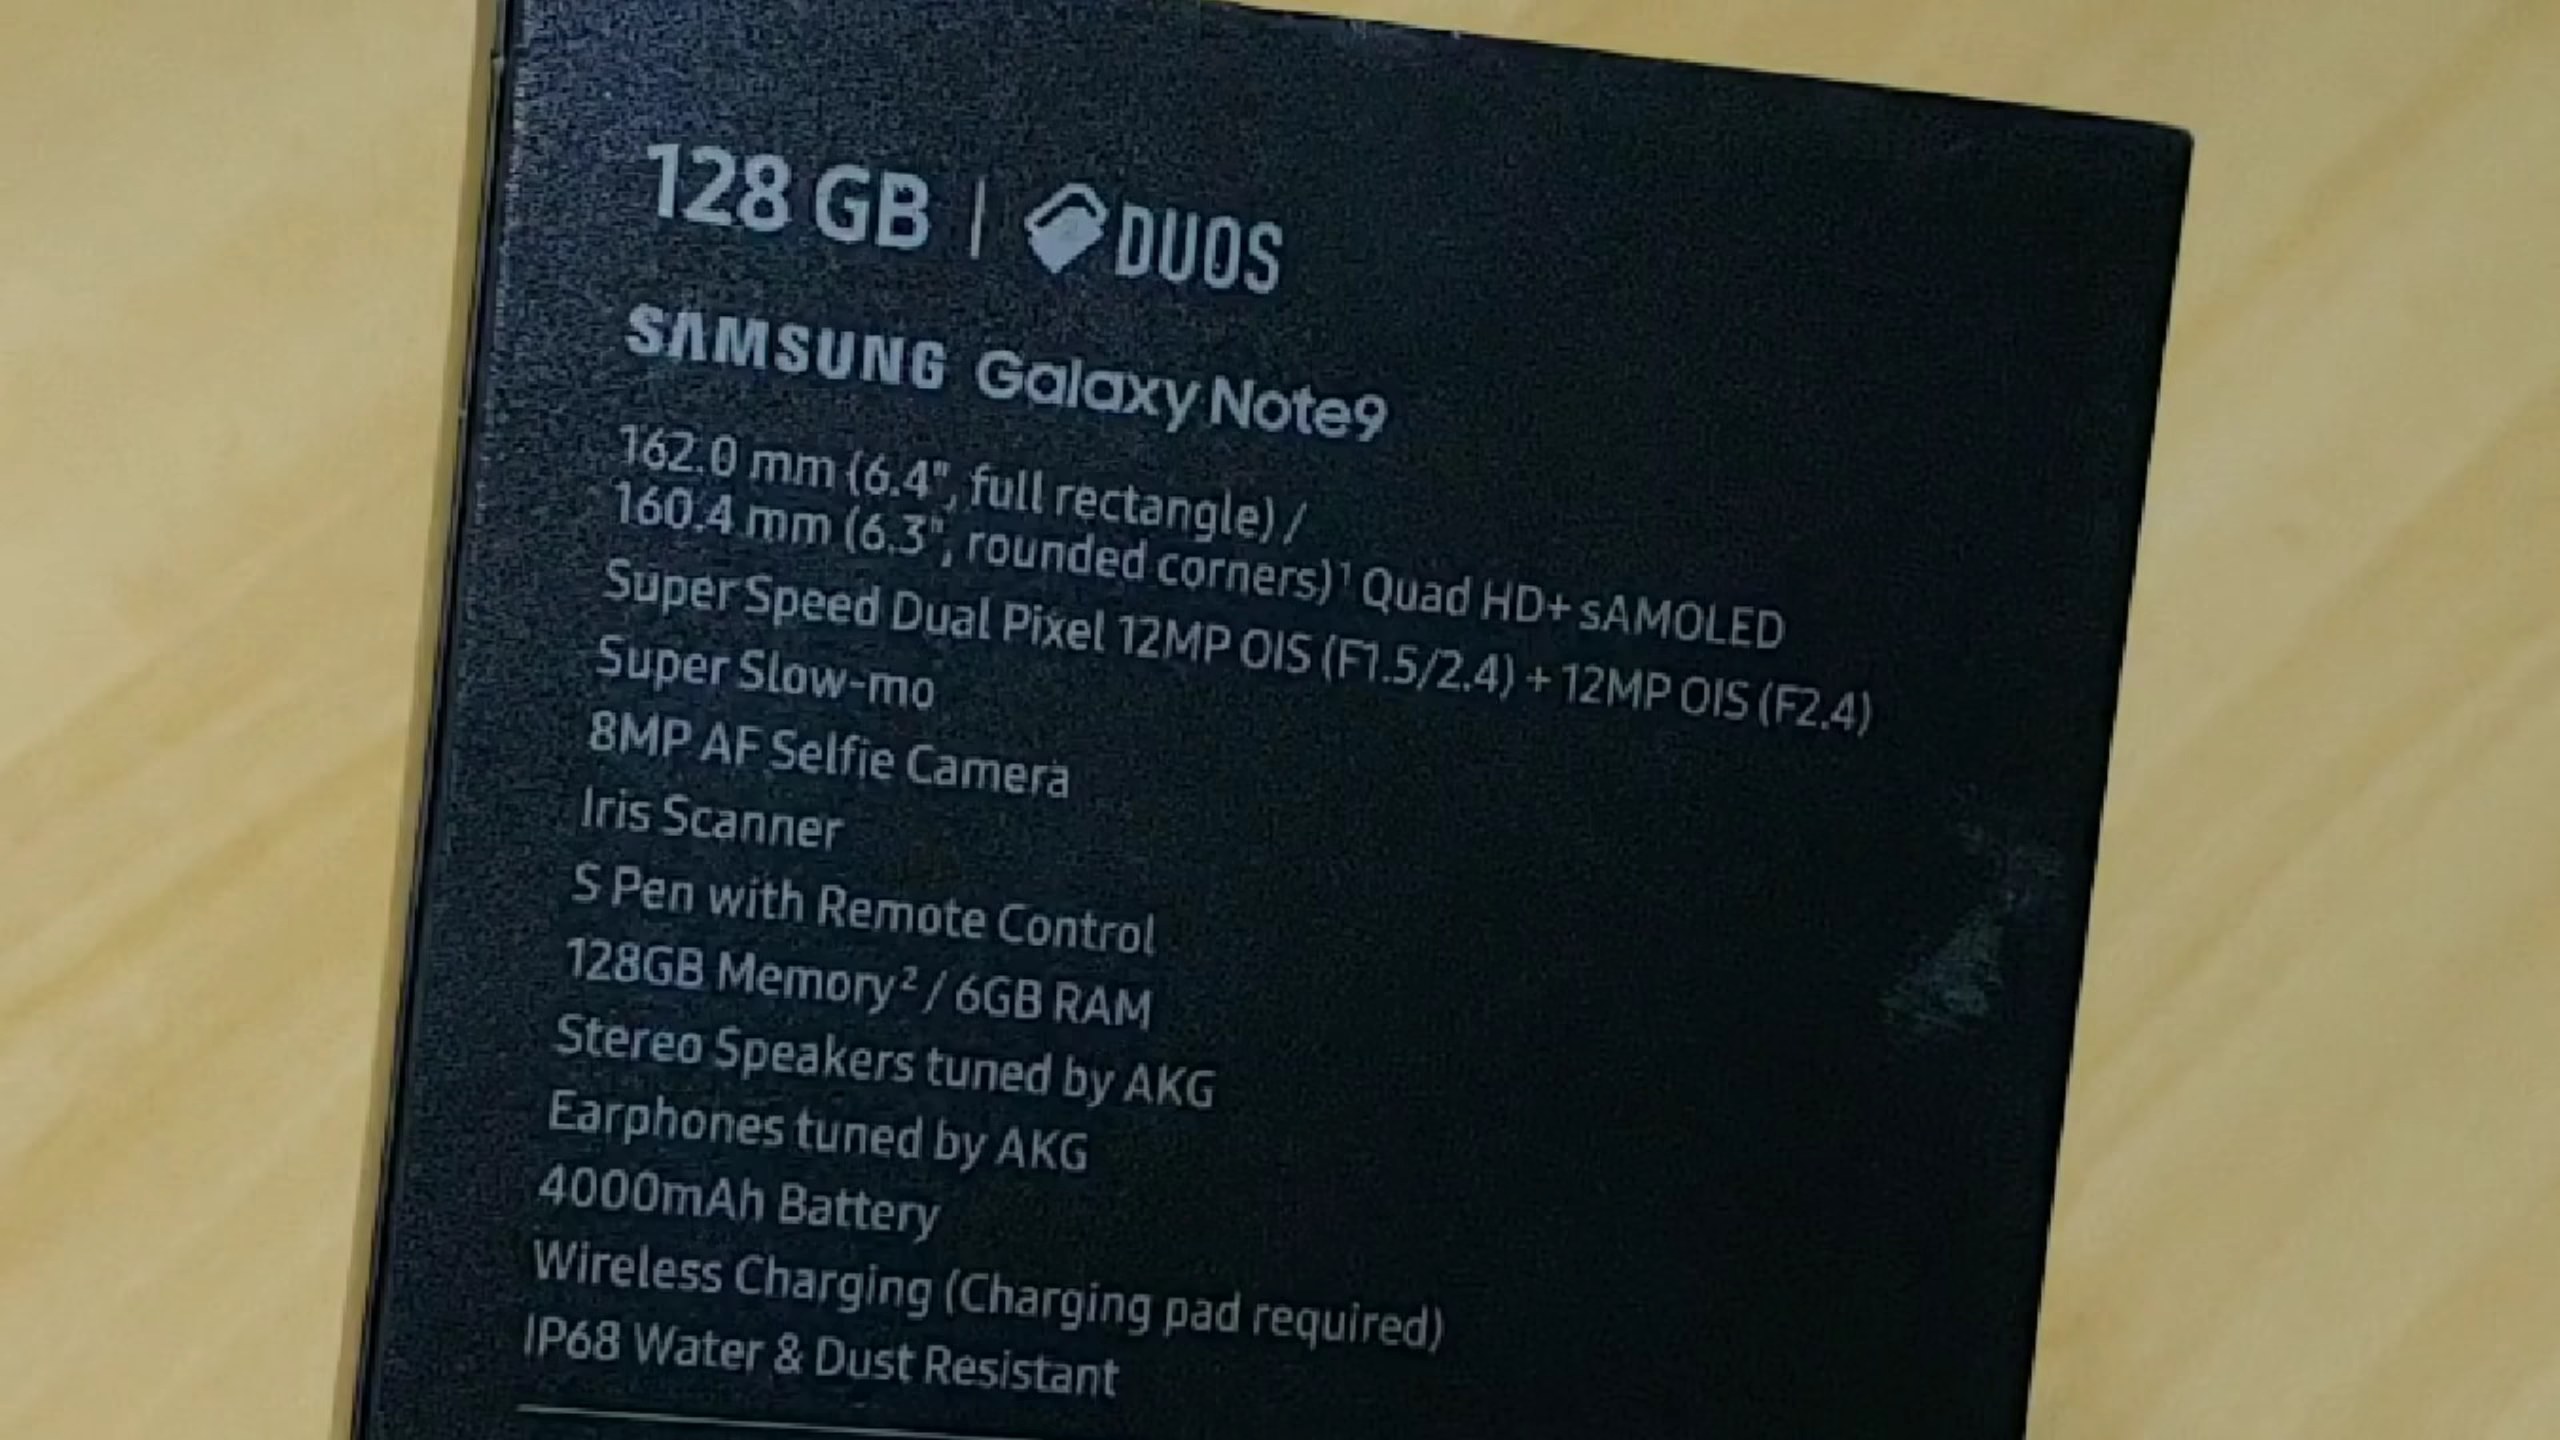 128 GB | DUOS
SAMSUNG Galaxy Note9
162.0 mm (6.4", full rectangle) /
160.4 mm (6.3", rounded corners)¹ Quad HD+ sAMOLED
Super Speed Dual Pixel 12MP OIS (F1.5/2.4) + 12MP OIS (F2.4)
Super Slow-mo
8MP AF Selfie Camera
Iris Scanner
S Pen with Remote Control
128GB Memory² / 6GB RAM
Stereo Speakers tuned by AKG
Earphones tuned by AKG
4000mAh Battery
Wireless Charging (Charging pad required)
IP68 Water & Dust Resistant